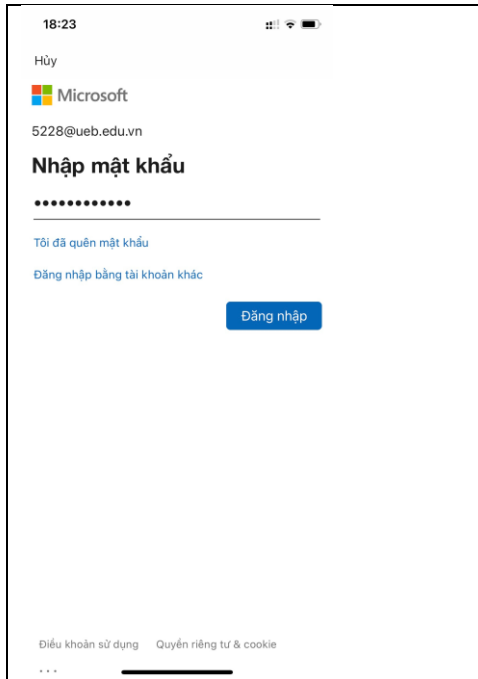 18:23
Hủy
Microsoft
5228@ueb.edu.vn
Nhập mật khẩu
••••••••••••
Tôi đã quên mật khẩu
Đăng nhập bằng tài khoản khác
Đăng nhập
Điều khoản sử dụng Quyền riêng tư & cookie
...